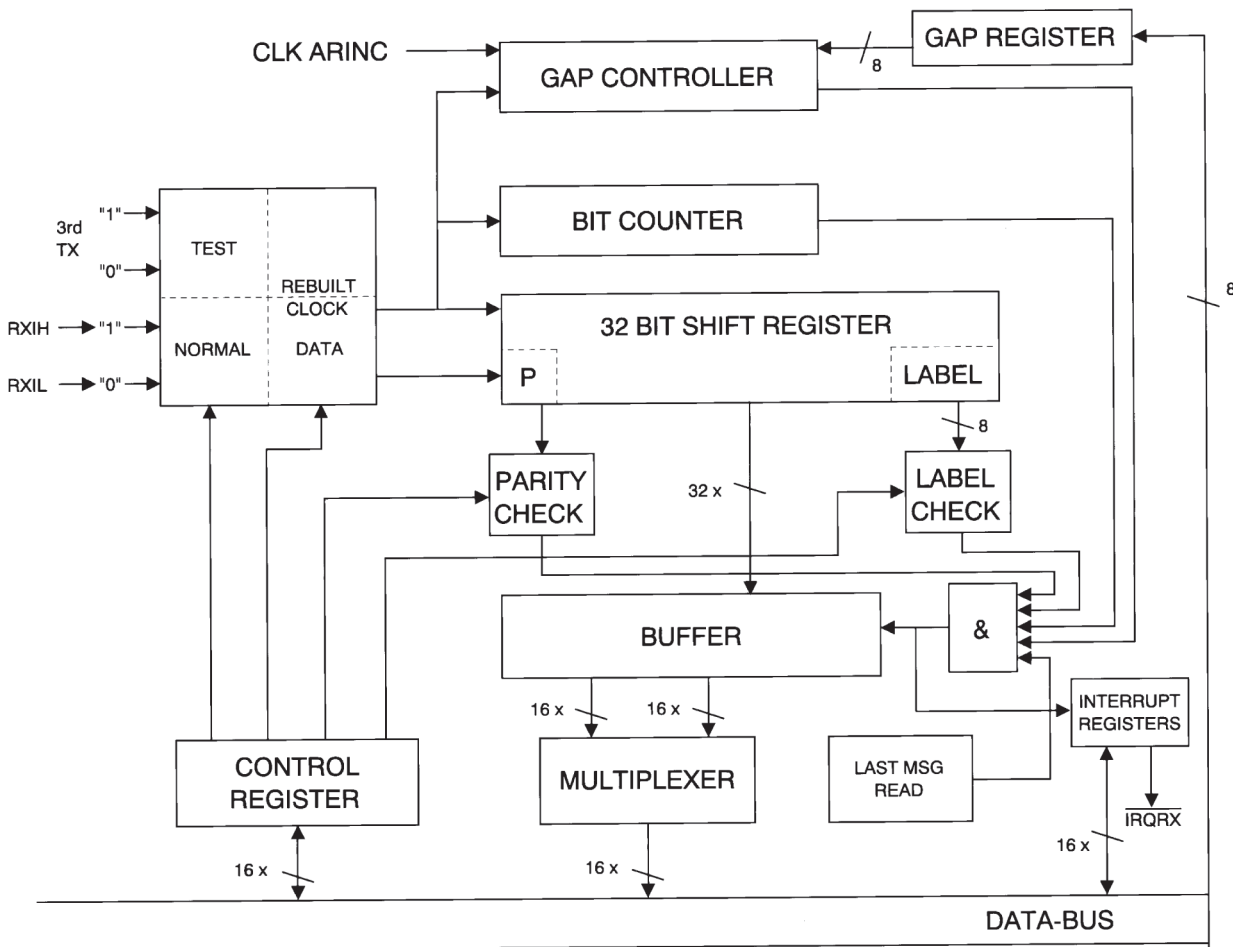 CLK ARINC
GAP CONTROLLER
8
GAP REGISTER
3rd
TX
"1"
"0"
TEST
REBUILT
CLOCK
BIT COUNTER
8
RXIH
"1"
RXIL
"0"
NORMAL
DATA
32 BIT SHIFT REGISTER
P
LABEL
8
PARITY
CHECK
32 x
LABEL
CHECK
BUFFER
&
16 x
16 x
INTERRUPT
REGISTERS
CONTROL
REGISTER
MULTIPLEXER
LAST MSG
READ
IRQRX
16 x
16 x
16 x
DATA-BUS